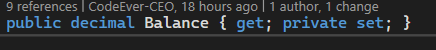 9 references | CodeEver-CEO, 18 hours ago | 1 author, 1 change
public decimal Balance { get; private set; }